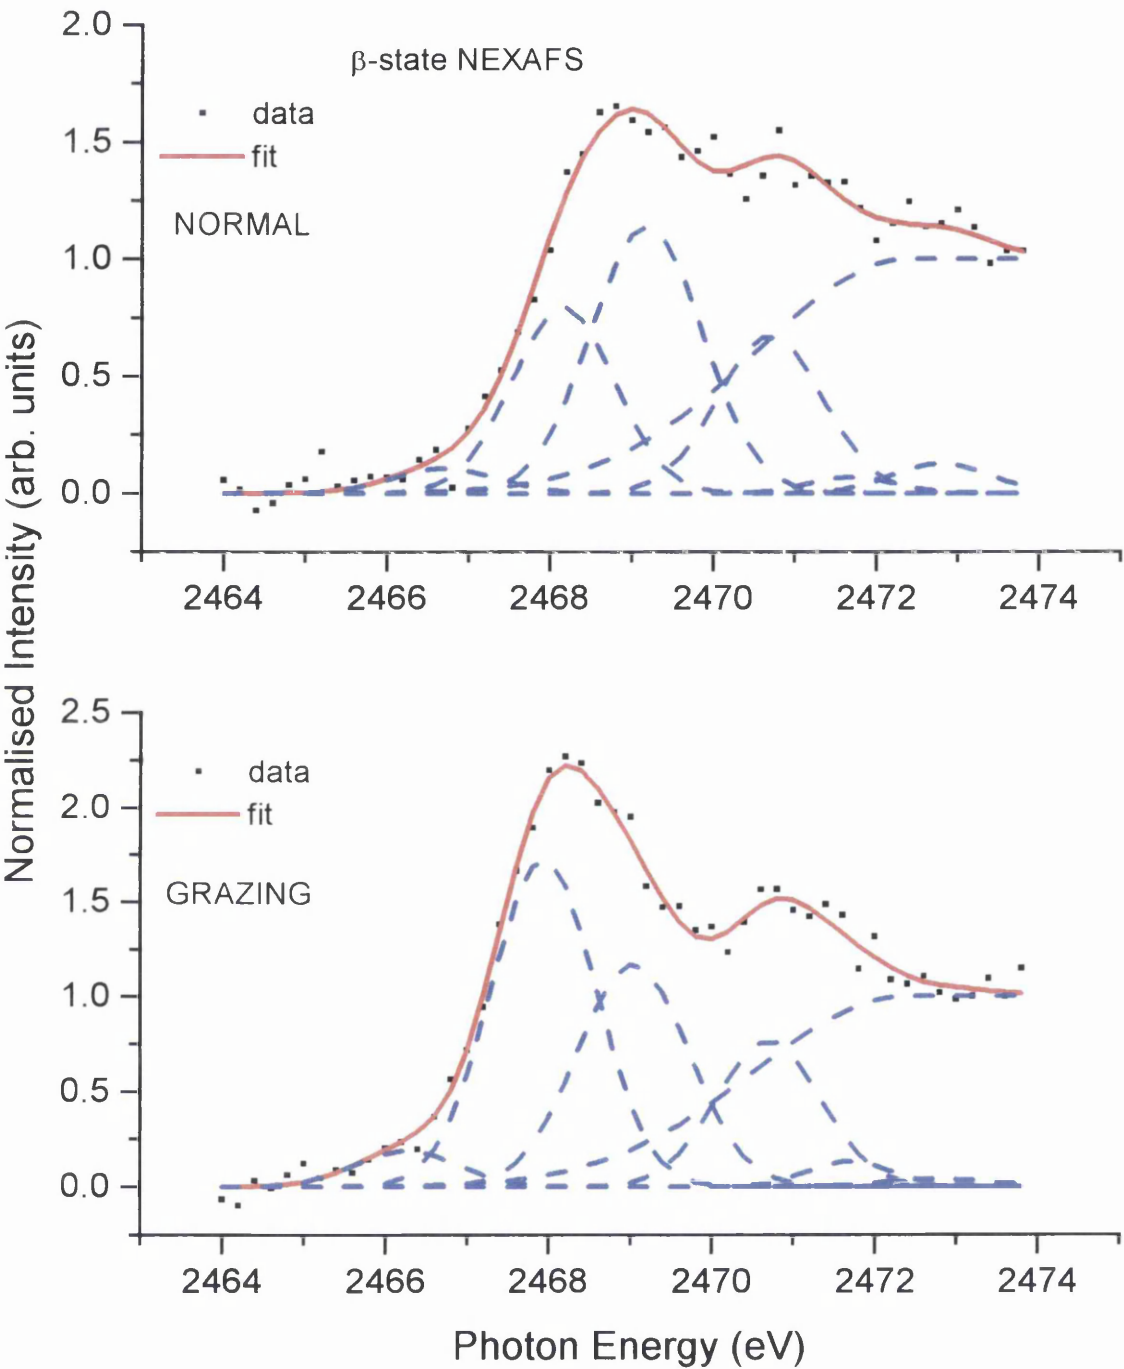 β-state NEXAFS
data
fit
NORMAL
2.0
1.5
1.0
0.5
0.0
2464 2466 2468 2470 2472 2474
Normalised Intensity (arb. units)
data
fit
GRAZING
2.5
2.0
1.5
1.0
0.5
0.0
2464 2466 2468 2470 2472 2474
Photon Energy (eV)